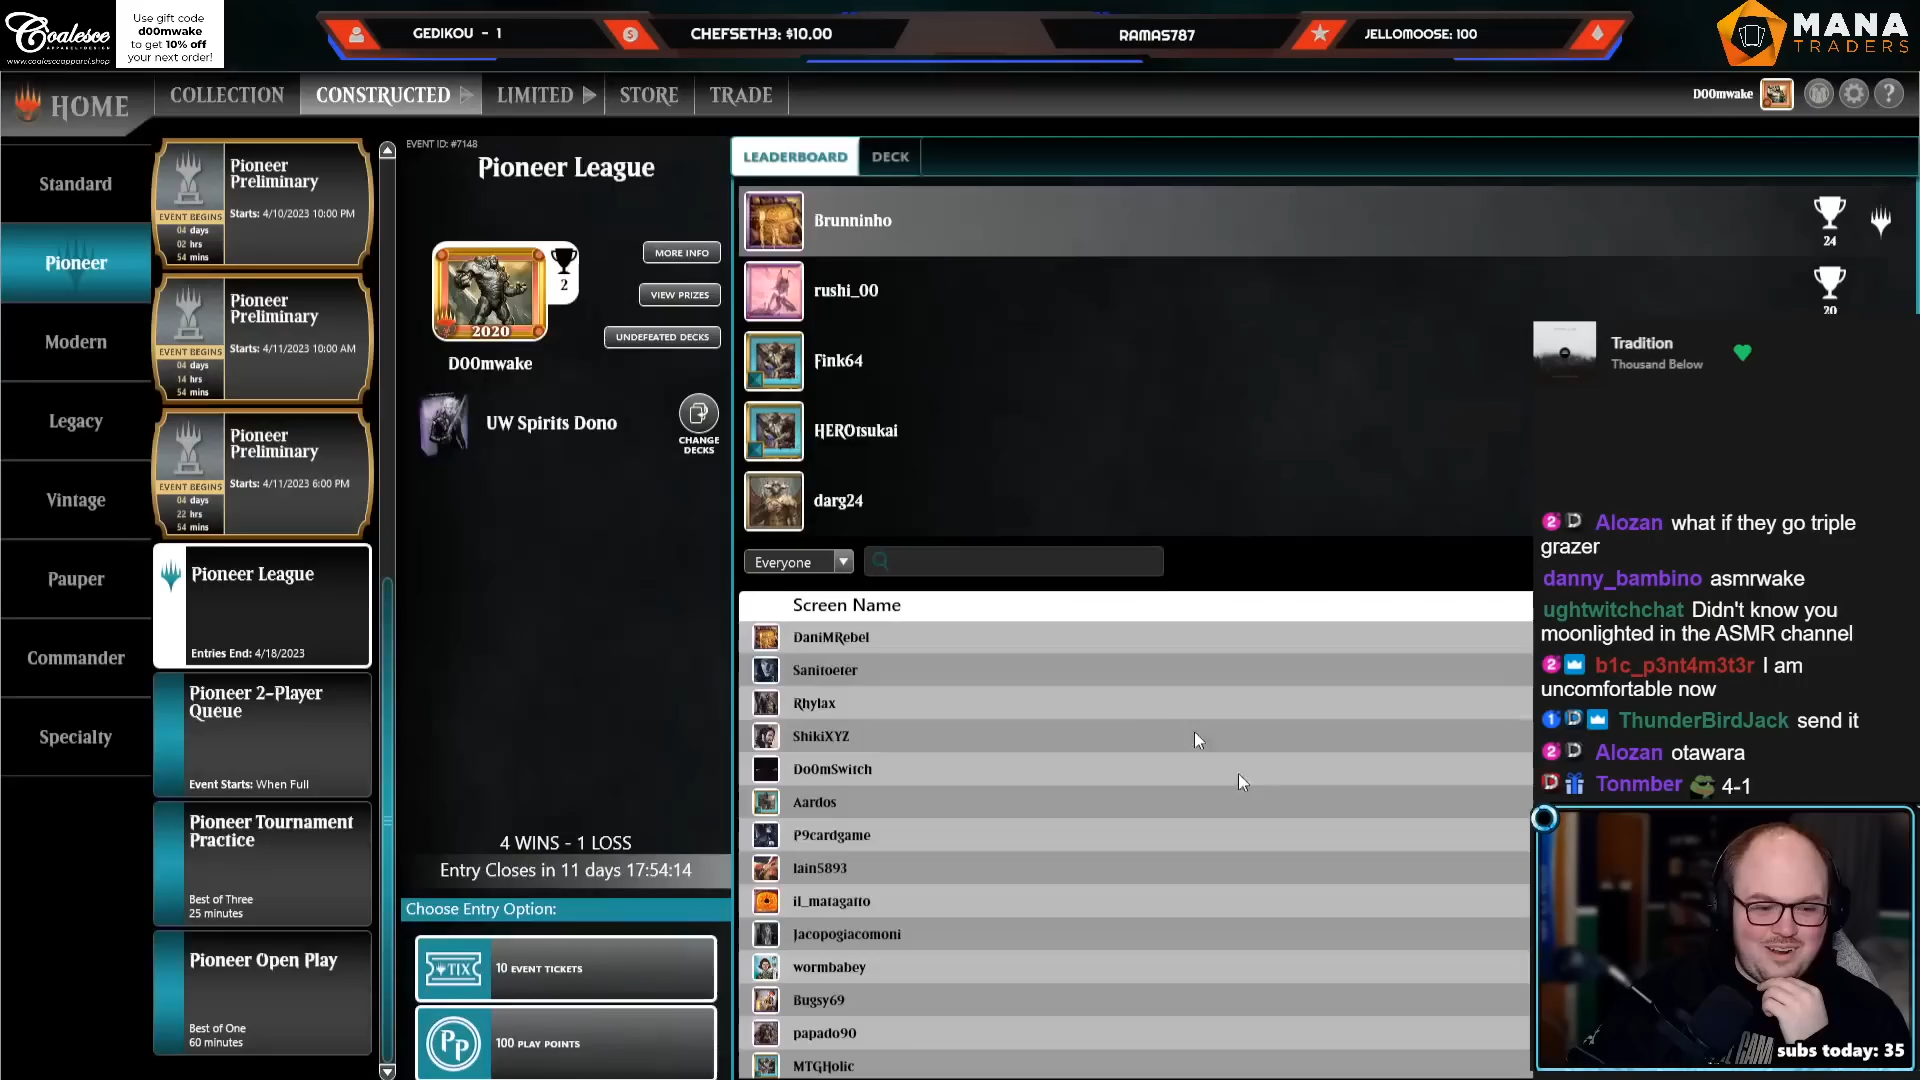 Coalesce
APPAREL+DESIGN
www.coalesceapparel.shop
Use gift code
d00mwake
to get 10% off
your next order!
GEDIKOU - 1
CHEFSETH3: $10.00
RAMAS787
JELLOMOOSE: 100
MANA
TRADERS
HOME
COLLECTION
CONSTRUCTED
LIMITED
STORE
TRADE
D00mwake
?
Standard
Pioneer
Modern
Legacy
Vintage
Pauper
Commander
Specialty
Pioneer
Preliminary
Starts: 4/10/2023 10:00 PM
EVENT BEGINS
04 days
02 hrs
54 mins
Pioneer
Preliminary
Starts: 4/11/2023 10:00 AM
EVENT BEGINS
04 days
14 hrs
54 mins
Pioneer
Preliminary
Starts: 4/11/2023 6:00 PM
EVENT BEGINS
04 days
22 hrs
54 mins
Pioneer League
Entries End: 4/18/2023
Pioneer 2-Player
Queue
Event Starts: When Full
Pioneer Tournament
Practice
Best of Three
25 minutes
Pioneer Open Play
Best of One
60 minutes
EVENT ID: #7148
Pioneer League
2
2020
D00mwake
MORE INFO
VIEW PRIZES
UNDEFEATED DECKS
UW Spirits Dono
CHANGE
DECKS
4 WINS - 1 LOSS
Entry Closes in 11 days 17:54:14
Choose Entry Option:
TIX
10 EVENT TICKETS
PP
100 PLAY POINTS
LEADERBOARD
DECK
Brunninho
24
rushi_00
20
Fink64
HEROtsukai
darg24
Everyone
Screen Name
DaniMRebel
Sanitoeter
Rhylax
ShikiXYZ
Do0mSwitch
Aardos
P9cardgame
lain5893
il_matagatto
Jacopogiacomoni
wormbabey
Bugsy69
papado90
MTGHolic
Tradition
Thousand Below
2 D Alozan what if they go triple
grazer
danny_bambino asmrwake
ughtwitchchat Didn't know you
moonlighted in the ASMR channel
2 b1c_p3nt4m3t3r I am
uncomfortable now
1 D ThunderBirdJack send it
2 D Alozan otawara
D Tonmber 4-1
subs today: 35